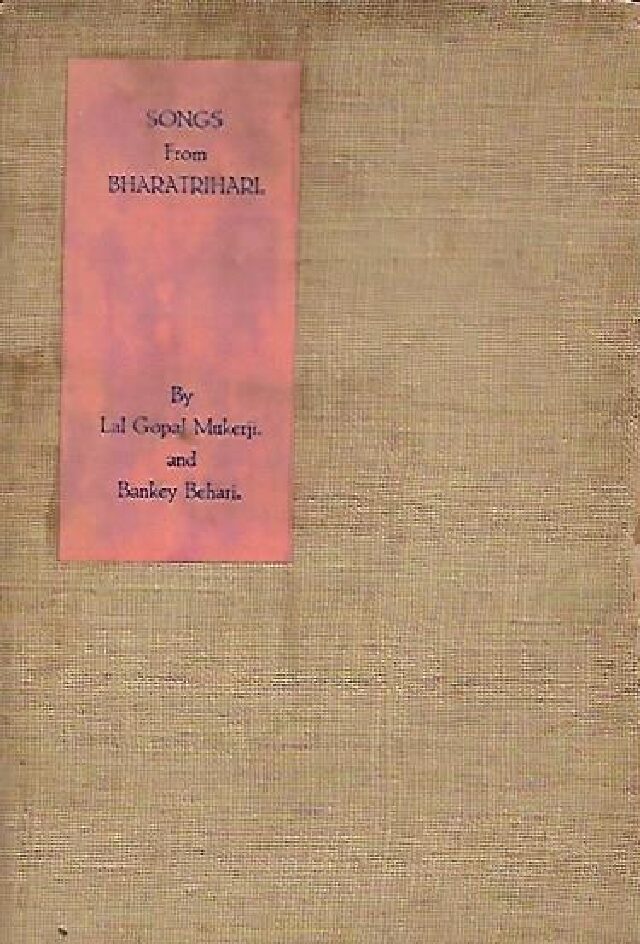 SONGS
From
BHARATRIHARI.
By
Lal Gopal Mukerji.
and
Bankey Behari.